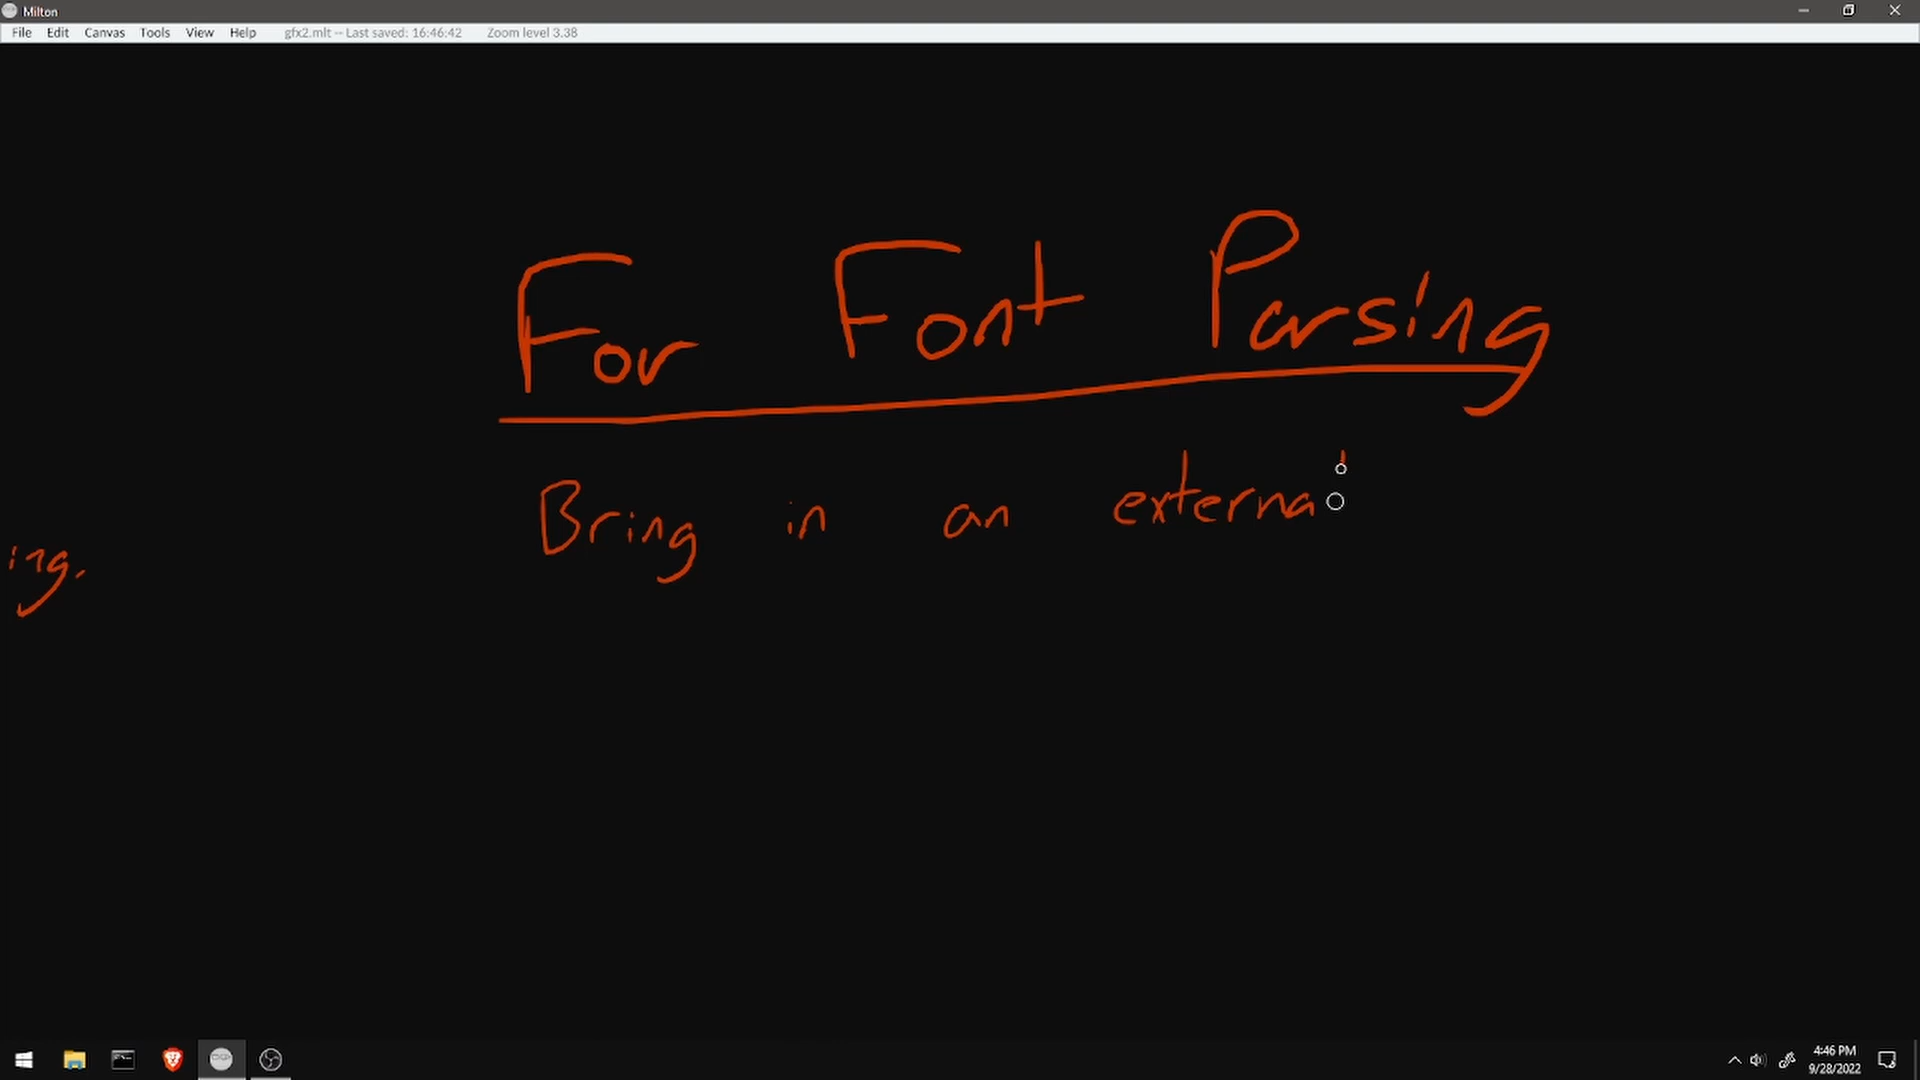 Milton
File Edit Canvas Tools View Help gfx2.mlt -- Last saved: 16:46:42 Zoom level 3.38
For Font Parsing
Bring in an external
ing.
4:46 PM
9/28/2022